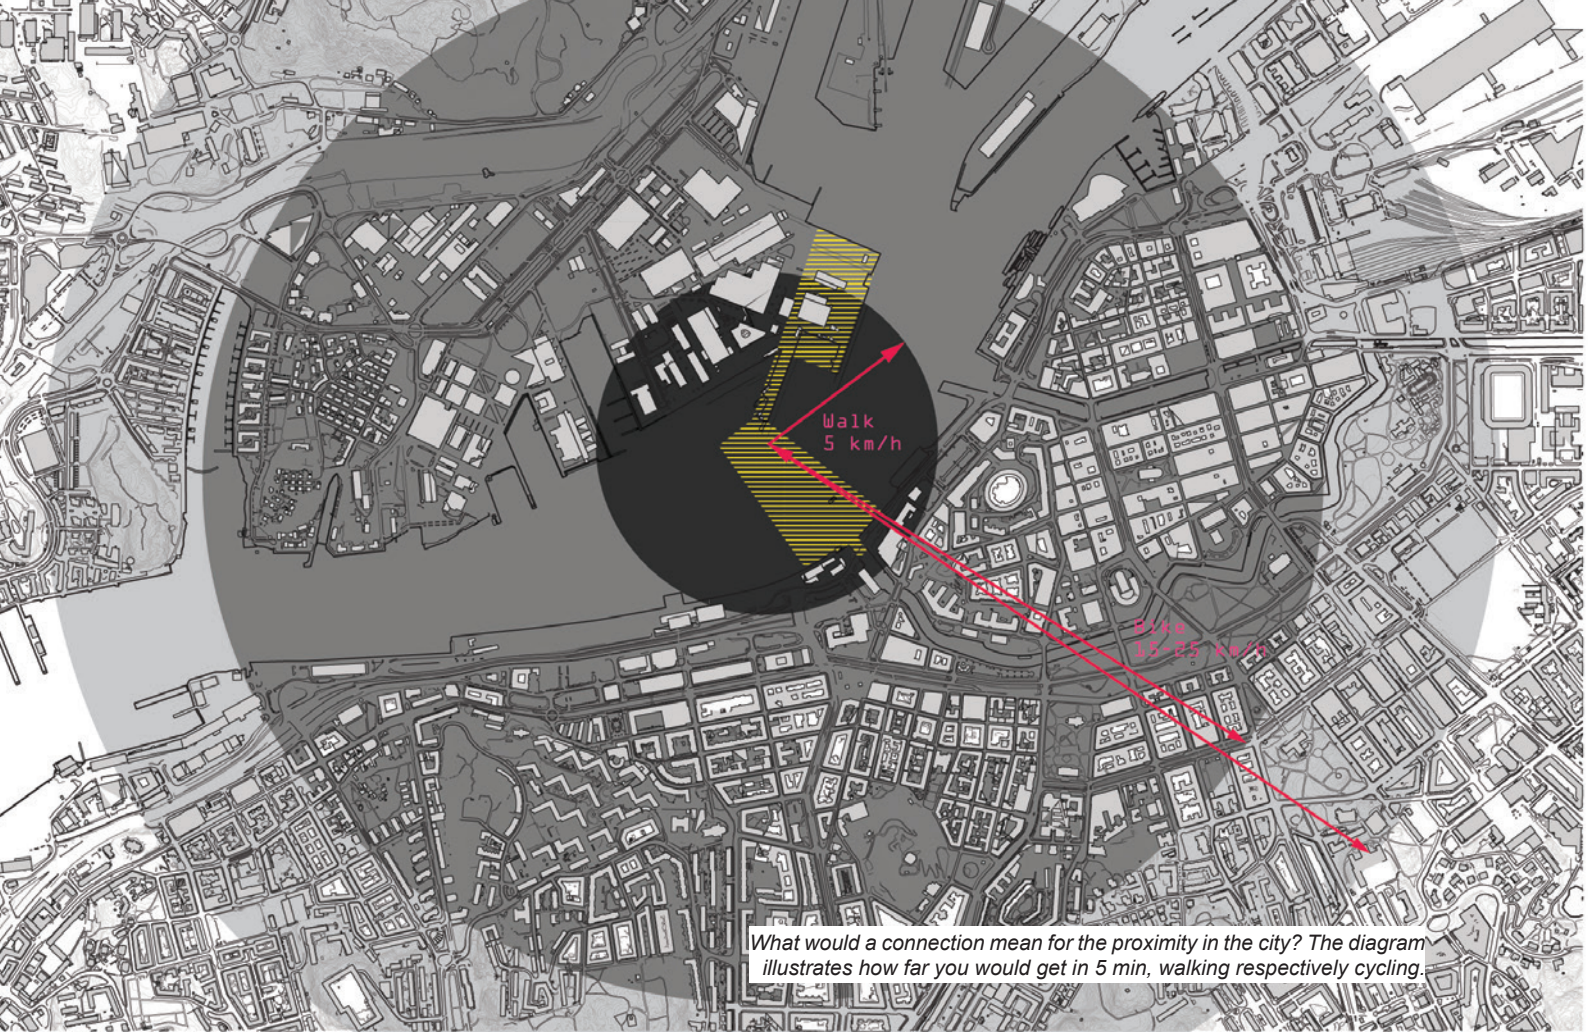 Walk
5 km/h
Bike
15-25 km/h
What would a connection mean for the proximity in the city? The diagram
illustrates how far you would get in 5 min, walking respectively cycling.